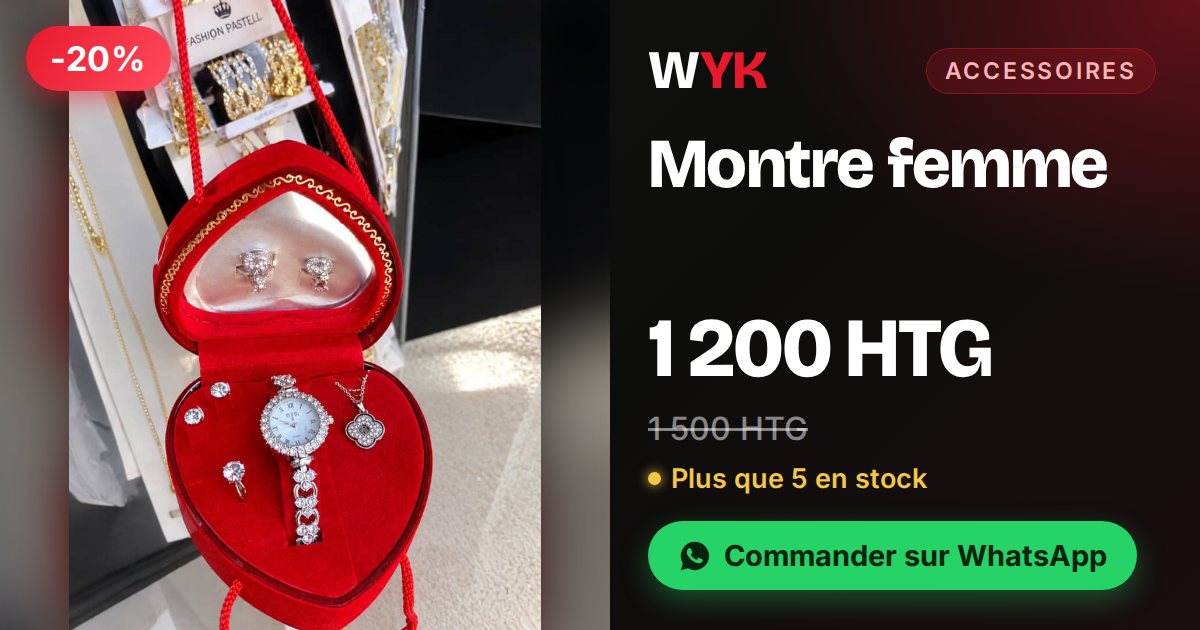 -20%
FASHION PASTELL
WYK
ACCESSOIRES
Montre femme
1 200 HTG
1 500 HTG
Plus que 5 en stock
Commander sur WhatsApp